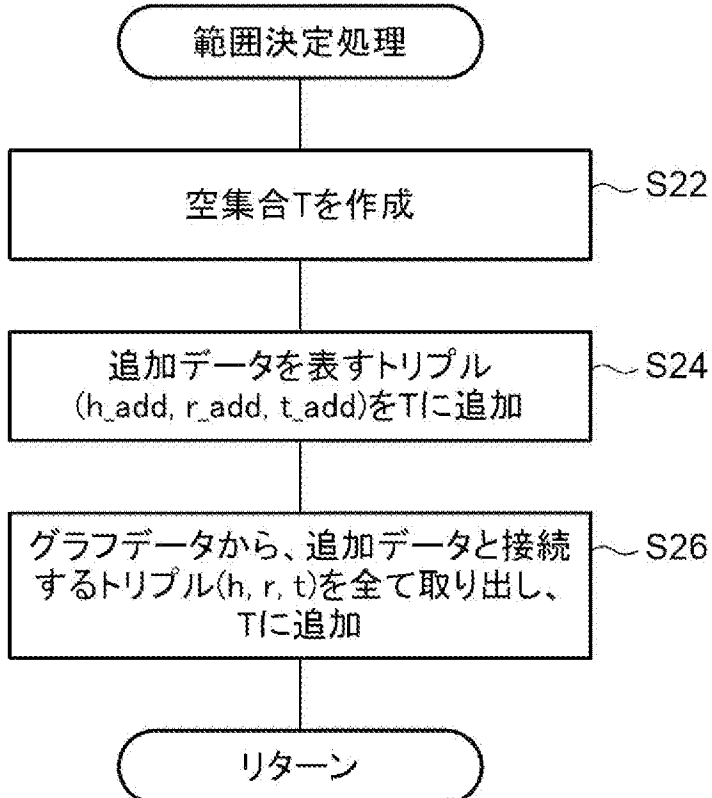 範囲決定処理
空集合Tを作成
S22
追加データを表すトリプル
(h_add, r_add, t_add)をTに追加
S24
グラフデータから、追加データと接続
するトリプル(h, r, t)を全て取り出し、
Tに追加
S26
リターン